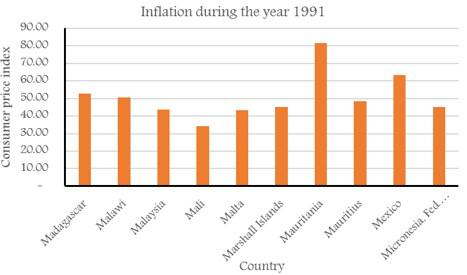 Inflation during the year 1991
Consumer price index
90.00
80.00
70.00
60.00
50.00
40.00
30.00
20.00
10.00
-
Madagascar
Malawi
Malaysia
Mali
Malta
Marshall Islands
Mauritania
Mauritius
Mexico
Micronesia, Fed....
Country